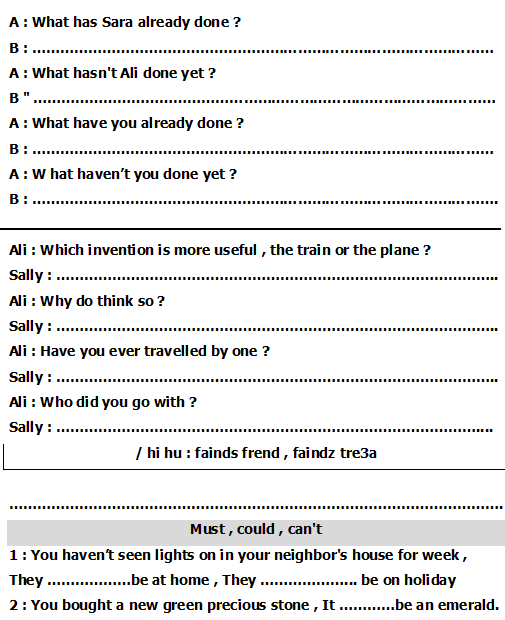 A : What has Sara already done ?
B : ........................................................................................................
A : What hasn't Ali done yet ?
B " ........................................................................................................
A : What have you already done ?
B : ........................................................................................................
A : W hat haven’t you done yet ?
B : ........................................................................................................
Ali : Which invention is more useful , the train or the plane ?
Sally : ...................................................................................................
Ali : Why do think so ?
Sally : ...................................................................................................
Ali : Have you ever travelled by one ?
Sally : ...................................................................................................
Ali : Who did you go with ?
Sally : ..................................................................................................
/ hi hu : fainds frend , faindz tre3a
................................................................................................................
Must , could , can't
1 : You haven’t seen lights on in your neighbor's house for week ,
They ..................be at home , They ..................... be on holiday
2 : You bought a new green precious stone , It ............be an emerald.